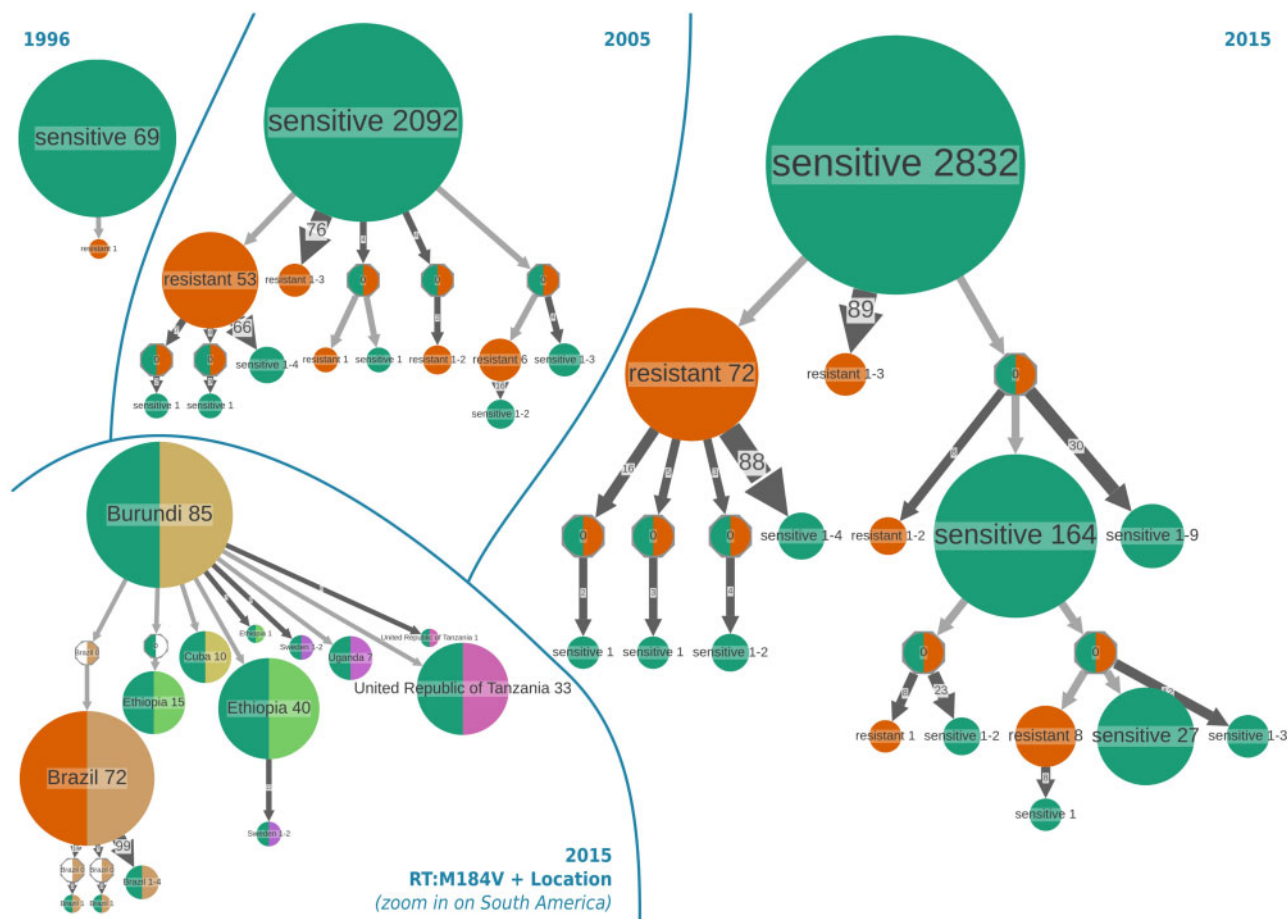 1996
sensitive 69
resistant 1
2005
sensitive 2092
76
resistant 53
resistant 1-3
0
0
0
66
0
0
sensitive 1-4
resistant 1
sensitive 1
resistant 1-2
resistant 6
sensitive 1-3
sensitive 1
sensitive 1
16
sensitive 1-2
2015
sensitive 2832
89
resistant 72
resistant 1-3
0
16
88
30
0
0
0
sensitive 1-4
resistant 1-2
sensitive 164
sensitive 1-9
sensitive 1
sensitive 1
sensitive 1-2
0
0
23
resistant 1
sensitive 1-2
resistant 8
sensitive 27
sensitive 1-3
sensitive 1
Burundi 85
Brazil 0
0
Cuba 10
Ethiopia 1
Sweden 1-2
Uganda 7
United Republic of Tanzania 1
Ethiopia 15
Ethiopia 40
United Republic of Tanzania 33
Brazil 72
99
Brazil 0
Brazil 0
Brazil 1-4
Brazil 1
Brazil 1
Sweden 1-2
2015
RT:M184V + Location
(zoom in on South America)